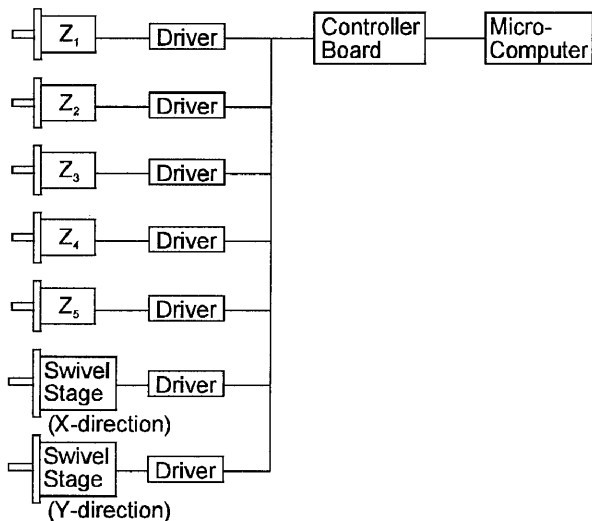 Z1 Driver Controller Board Micro-Computer
Z2 Driver
Z3 Driver
Z4 Driver
Z5 Driver
Swivel Stage Driver
(X-direction)
Swivel Stage Driver
(Y-direction)